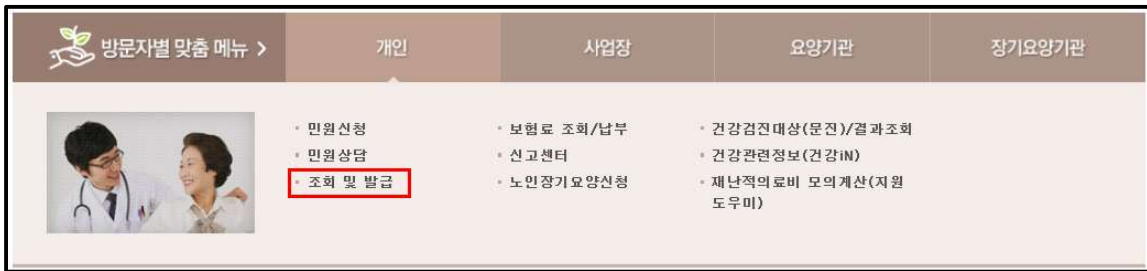 방문자별 맞춤 메뉴 >
개인
사업장
요양기관
장기요양기관
민원신청
민원상담
조회 및 발급
보험료 조회/납부
신고센터
노인장기요양신청
건강검진대상(문진)/결과조회
건강관련정보(건강iN)
재난적의료비 모의계산(지원
도우미)